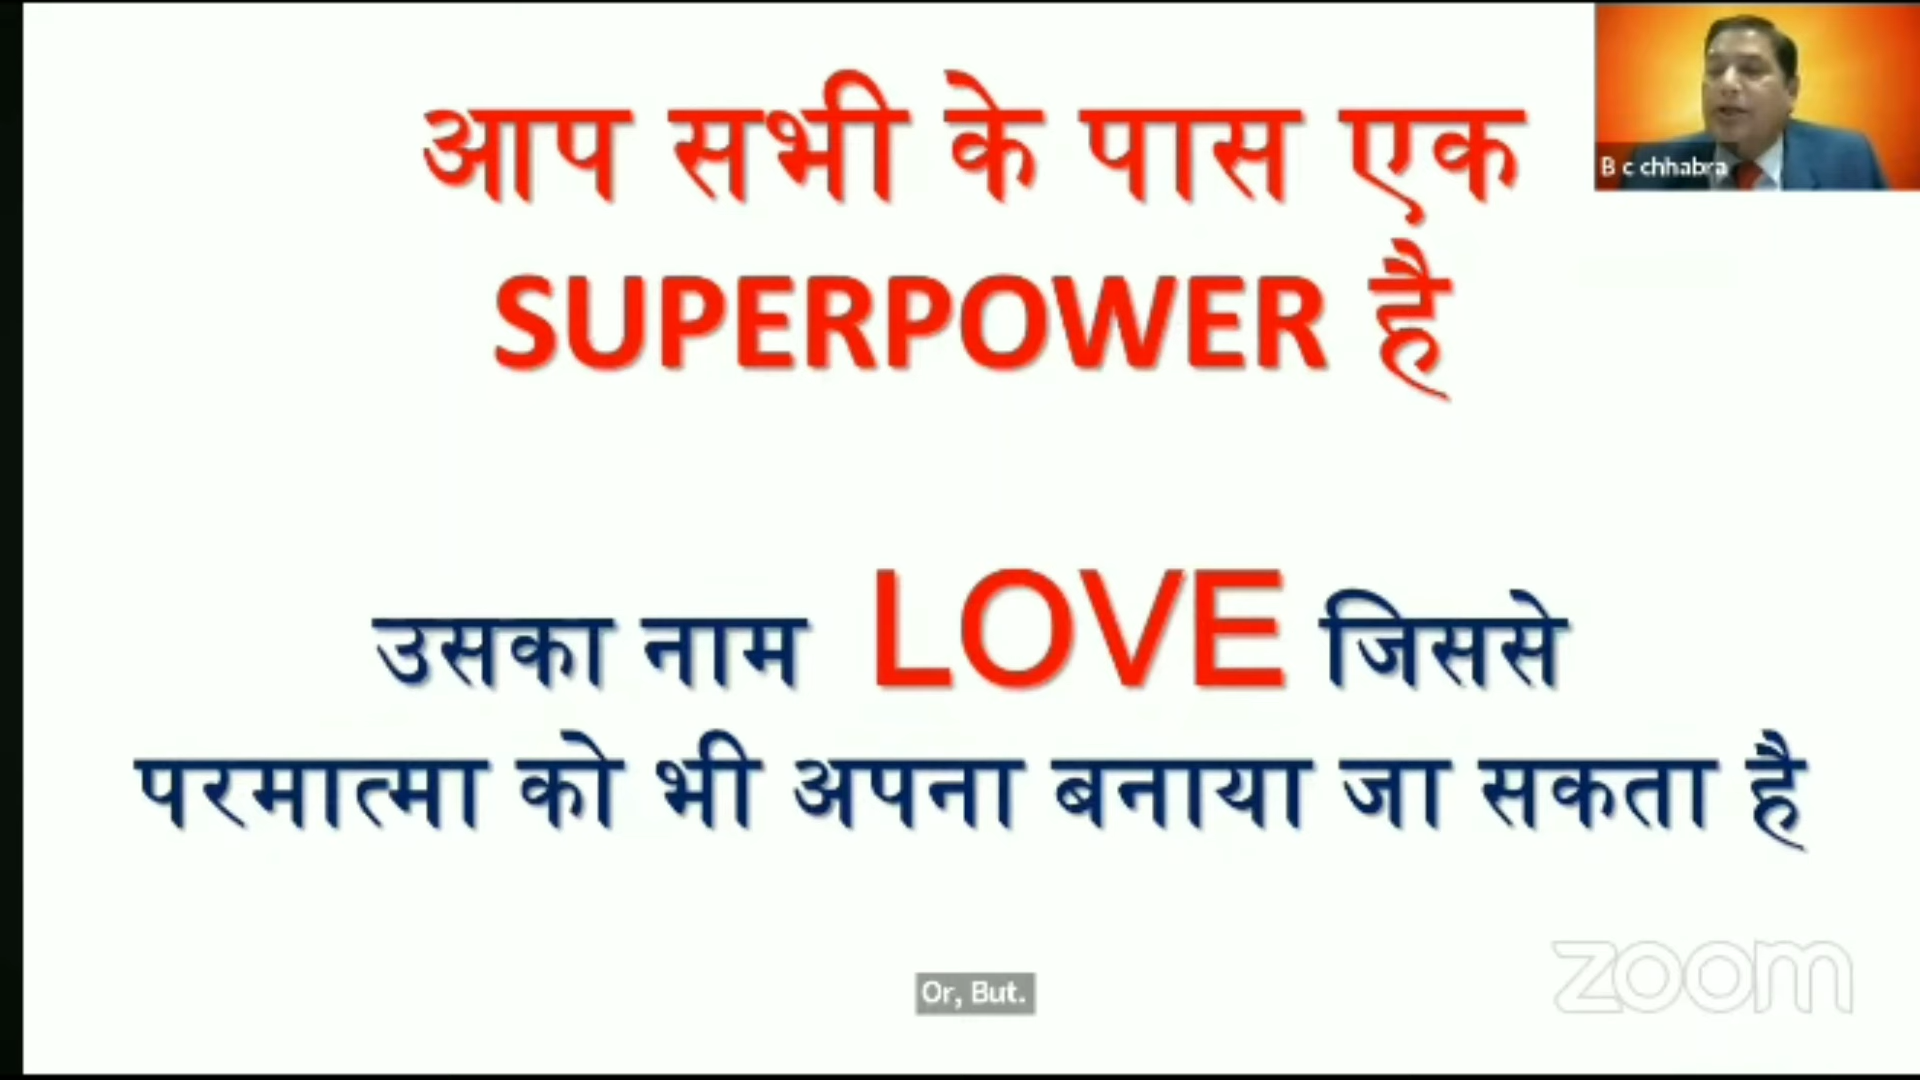 आप सभी के पास एक
SUPERPOWER है
B c chhabra
उसका नाम LOVE जिससे
परमात्मा को भी अपना बनाया जा सकता है
Or, But.
zoom